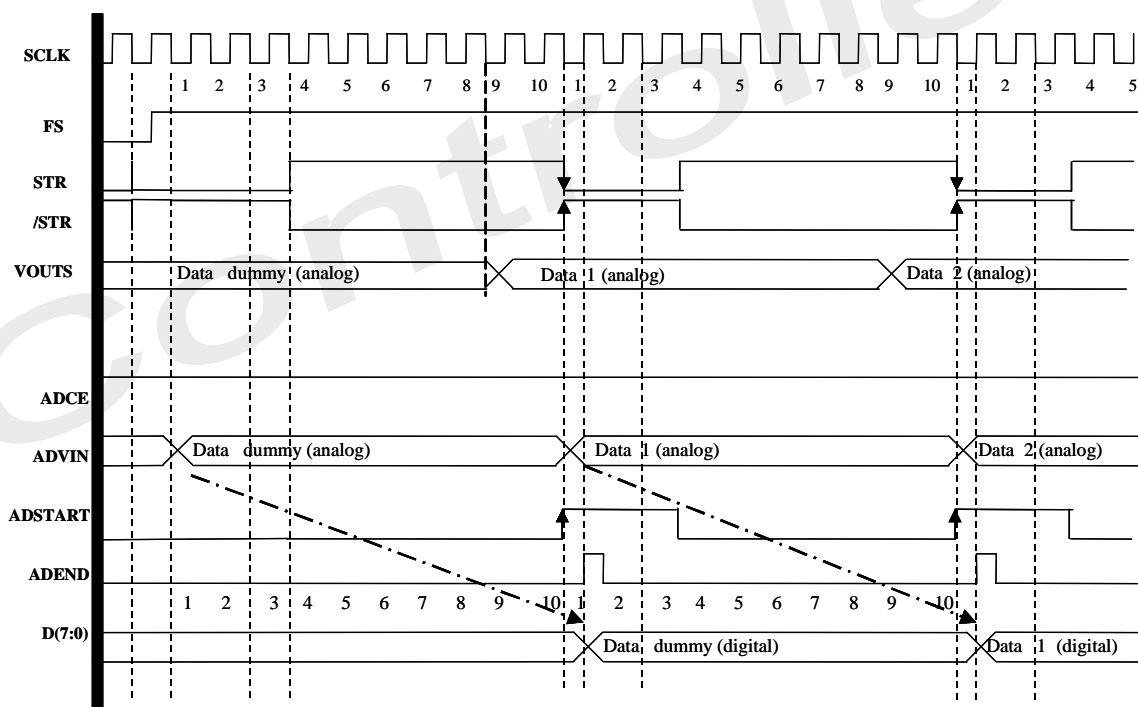 Controlle
SCLK
1 2 3 4 5 6 7 8 9 10 1 2 3 4 5 6 7 8 9 10 1 2 3 4 5
FS
STR
/STR
VOUTS Data dummy (analog) Data 1 (analog) Data 2 (analog)
ADCE
ADVIN Data dummy (analog) Data 1 (analog) Data 2 (analog)
ADSTART
ADEND
1 2 3 4 5 6 7 8 9 10 1 2 3 4 5 6 7 8 9 10
D(7:0) Data dummy (digital) Data 1 (digital)